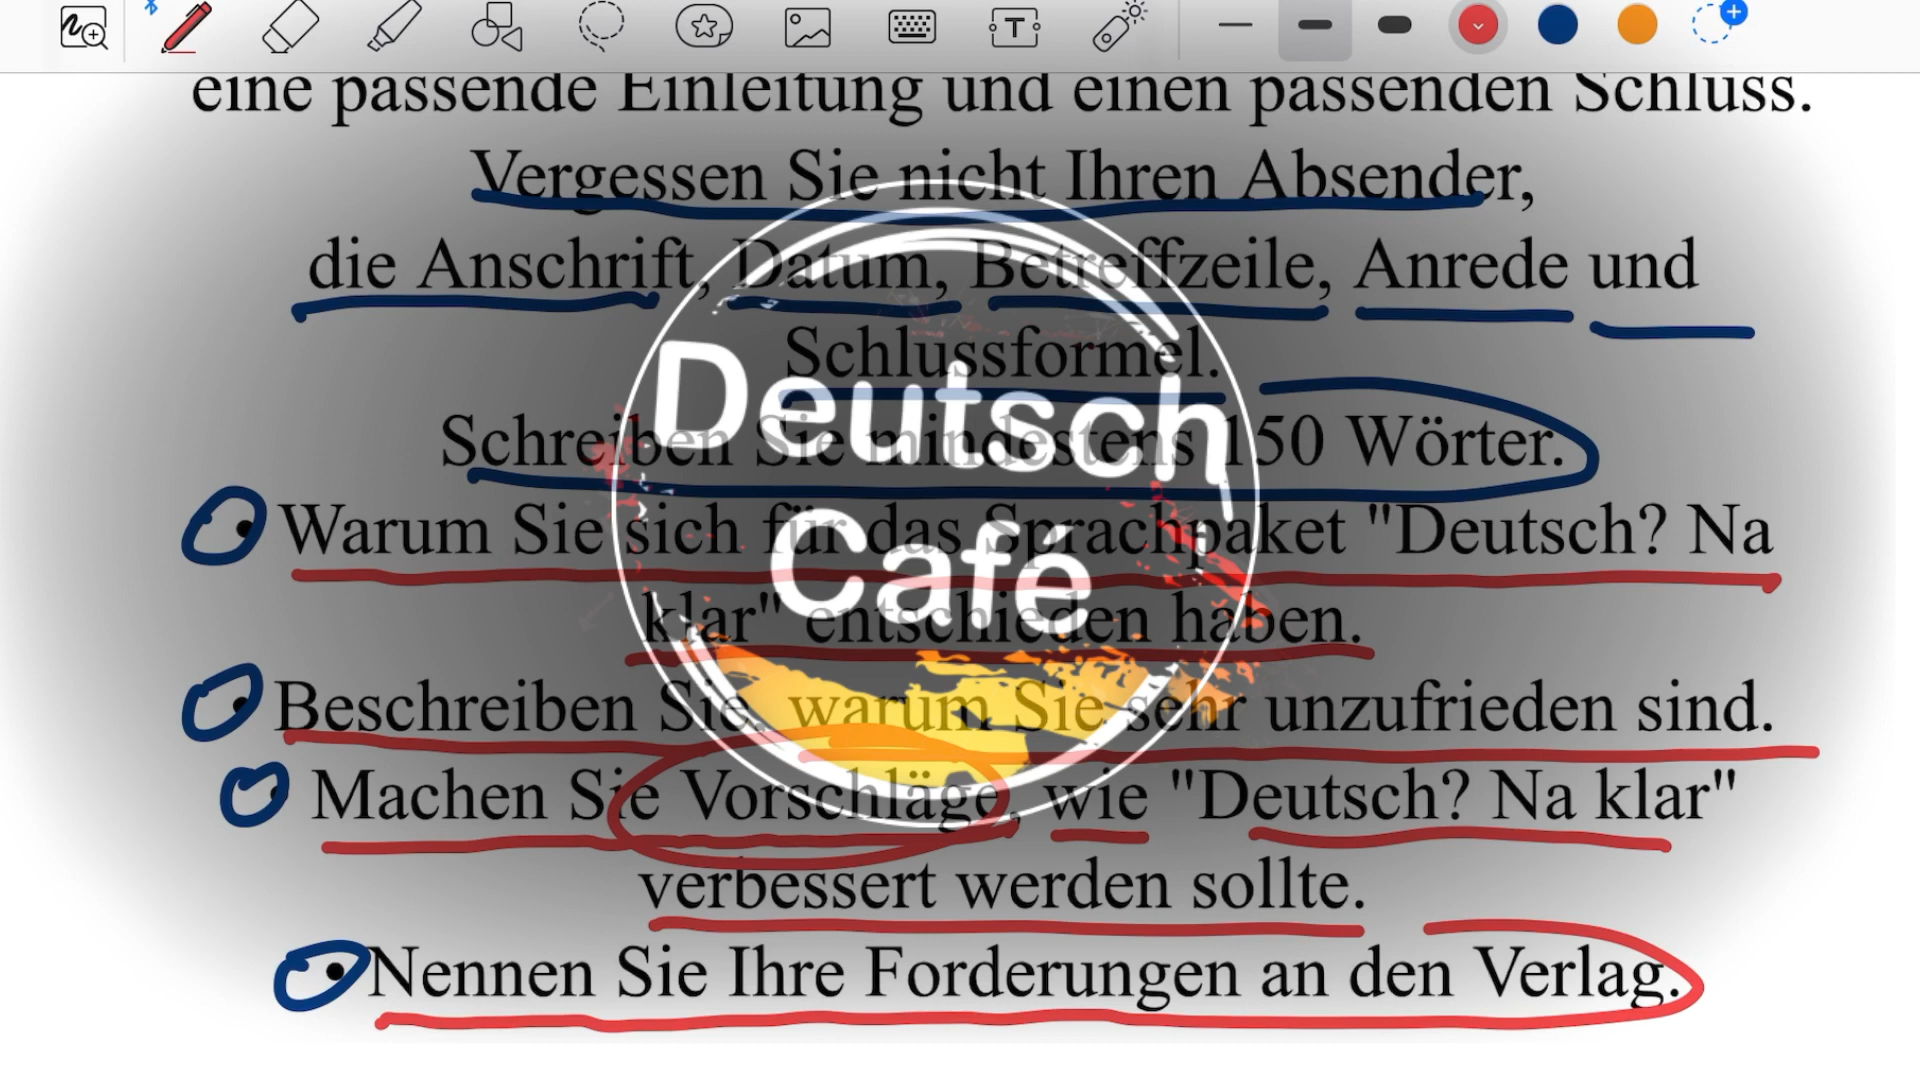 eine passende Einleitung und einen passenden Schluss.
Vergessen Sie nicht Ihren Absender,
die Anschrift, Datum, Betreffzeile, Anrede und
Schlussformel.
Schreiben Sie mindestens 150 Wörter.
Warum Sie sich für das Sprachpaket "Deutsch? Na
klar" entschieden haben.
Beschreiben Sie, warum Sie sehr unzufrieden sind.
Machen Sie Vorschläge, wie "Deutsch? Na klar"
verbessert werden sollte.
Nennen Sie Ihre Forderungen an den Verlag.
Deutsch
Café
T